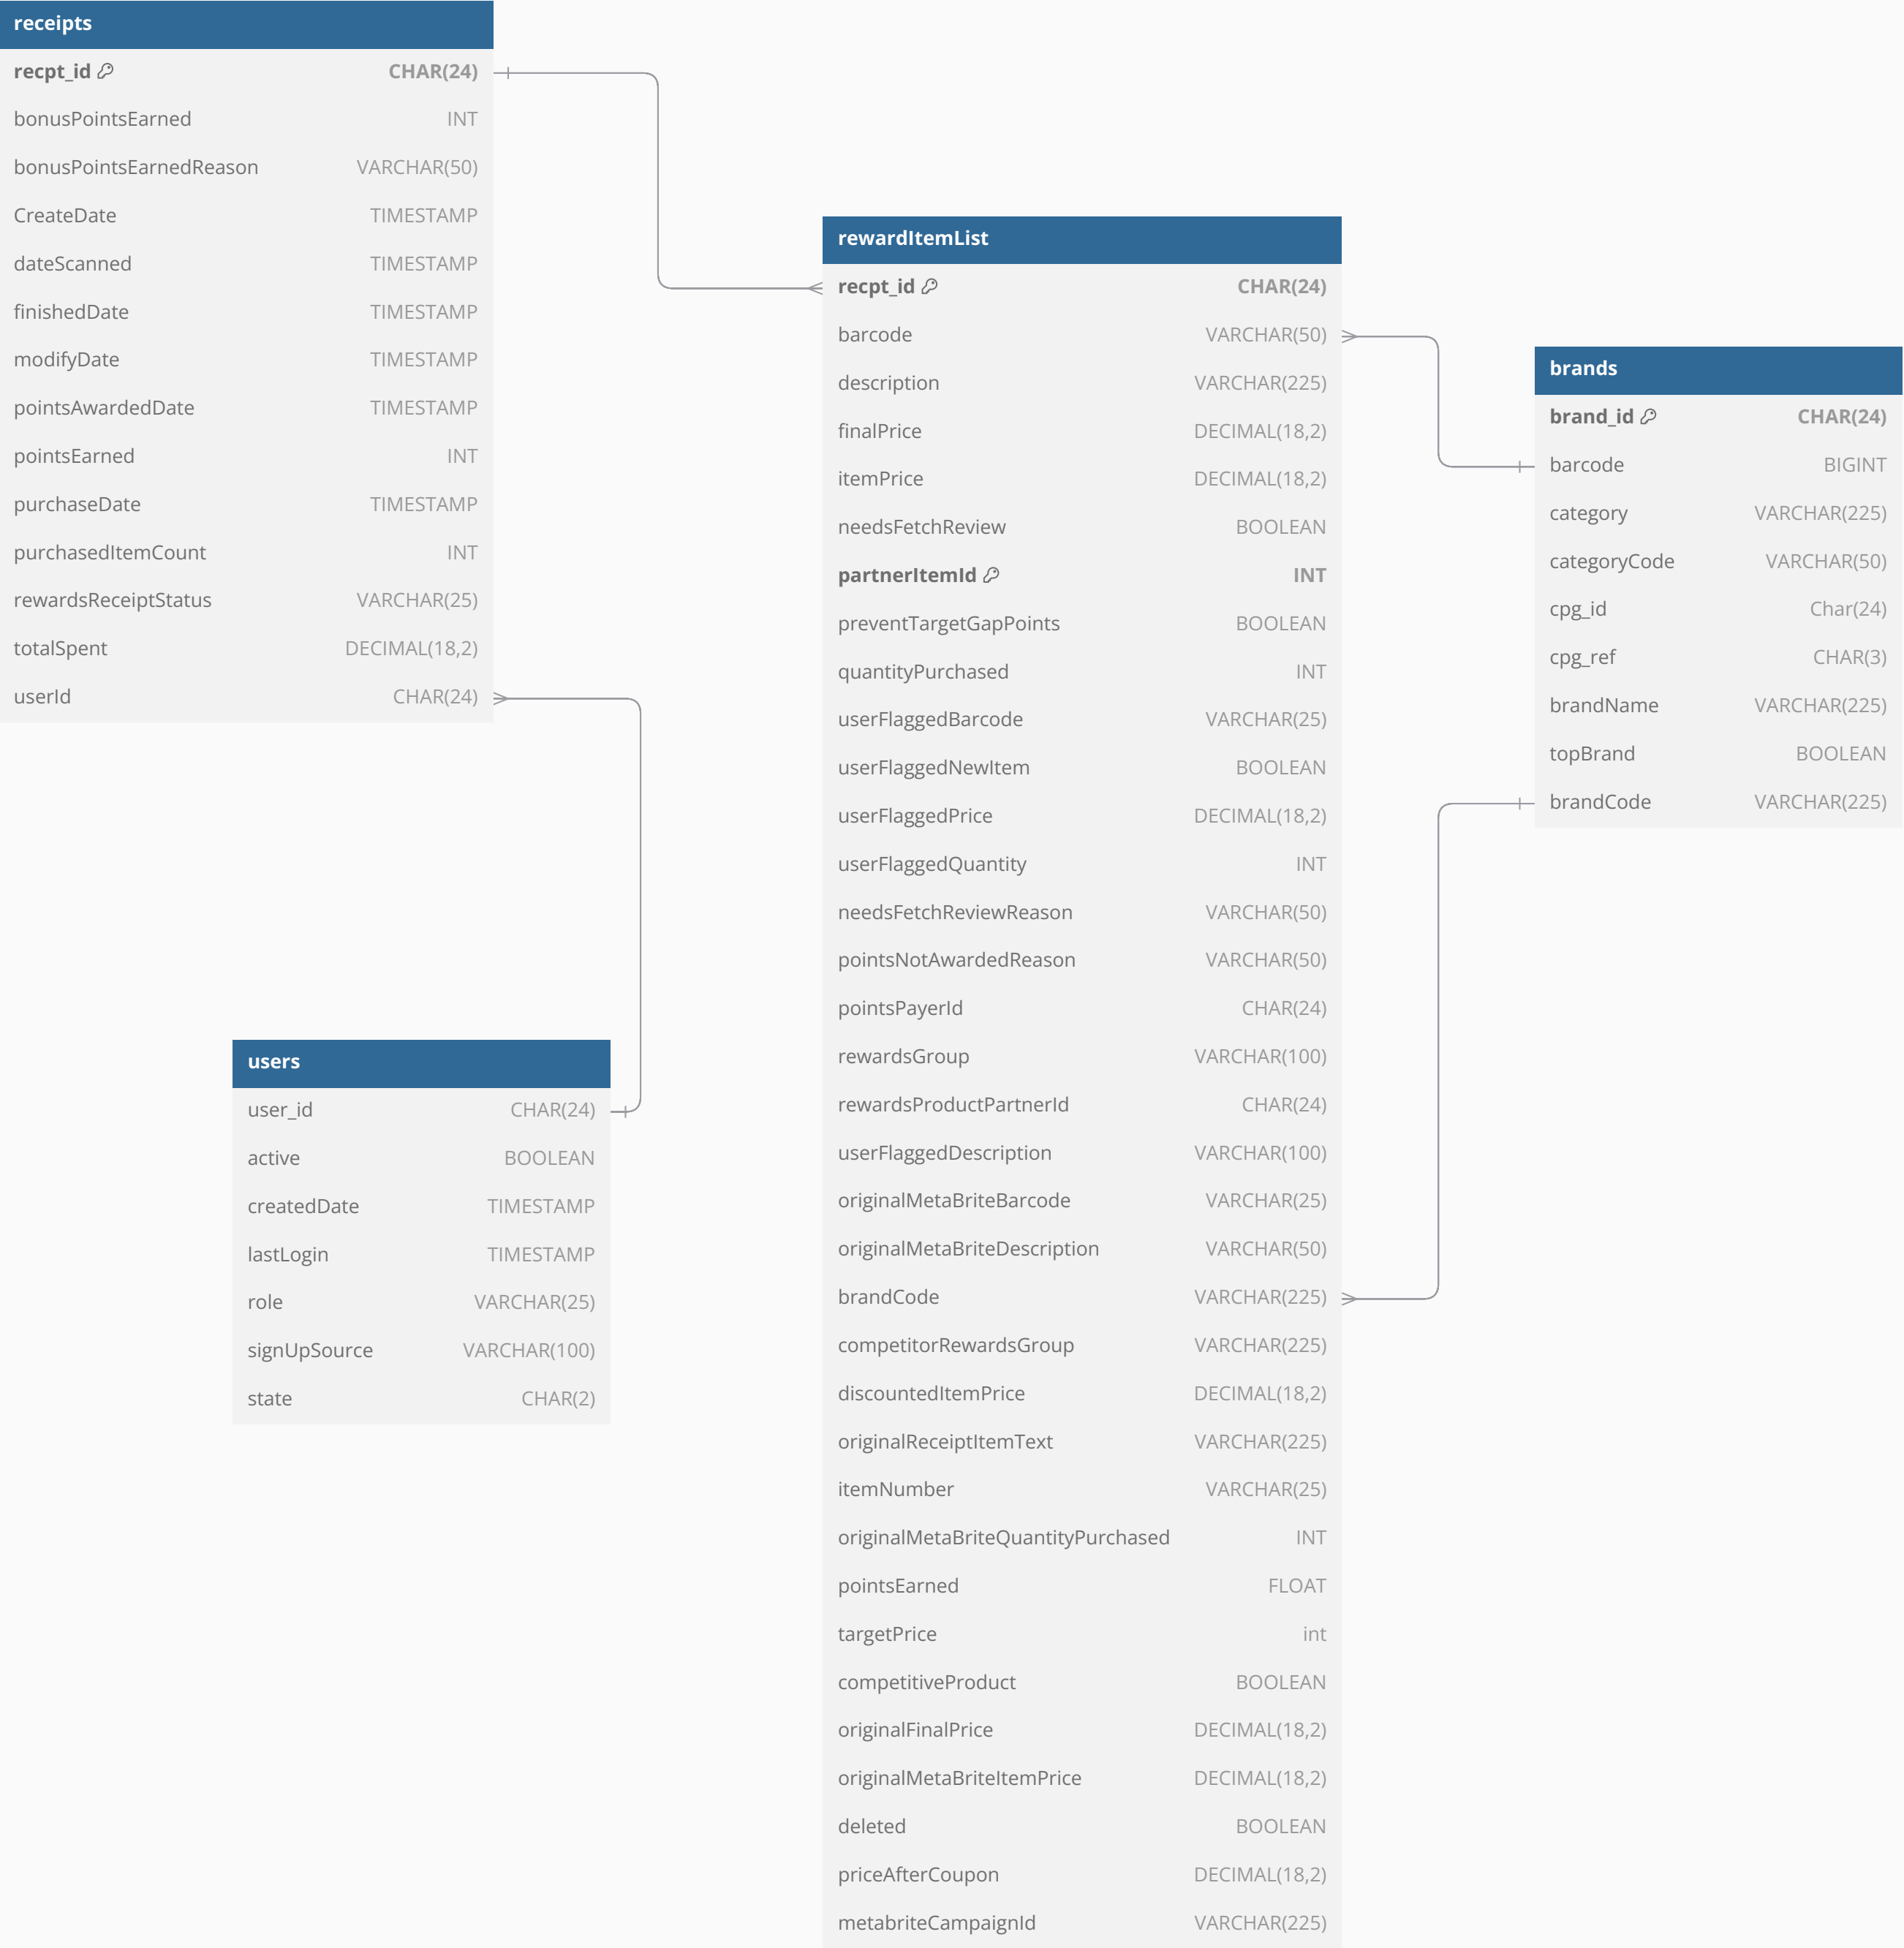 receipts
recpt_id CHAR(24)
bonusPointsEarned INT
bonusPointsEarnedReason VARCHAR(50)
CreateDate TIMESTAMP
dateScanned TIMESTAMP
finishedDate TIMESTAMP
modifyDate TIMESTAMP
pointsAwardedDate TIMESTAMP
pointsEarned INT
purchaseDate TIMESTAMP
purchasedItemCount INT
rewardsReceiptStatus VARCHAR(25)
totalSpent DECIMAL(18,2)
userId CHAR(24)
users
user_id CHAR(24)
active BOOLEAN
createdDate TIMESTAMP
lastLogin TIMESTAMP
role VARCHAR(25)
signUpSource VARCHAR(100)
state CHAR(2)
rewardItemList
recpt_id CHAR(24)
barcode VARCHAR(50)
description VARCHAR(225)
finalPrice DECIMAL(18,2)
itemPrice DECIMAL(18,2)
needsFetchReview BOOLEAN
partnerItemId INT
preventTargetGapPoints BOOLEAN
quantityPurchased INT
userFlaggedBarcode VARCHAR(25)
userFlaggedNewItem BOOLEAN
userFlaggedPrice DECIMAL(18,2)
userFlaggedQuantity INT
needsFetchReviewReason VARCHAR(50)
pointsNotAwardedReason VARCHAR(50)
pointsPayerId CHAR(24)
rewardsGroup VARCHAR(100)
rewardsProductPartnerId CHAR(24)
userFlaggedDescription VARCHAR(100)
originalMetaBriteBarcode VARCHAR(25)
originalMetaBriteDescription VARCHAR(50)
brandCode VARCHAR(225)
competitorRewardsGroup VARCHAR(225)
discountedItemPrice DECIMAL(18,2)
originalReceiptItemText VARCHAR(225)
itemNumber VARCHAR(25)
originalMetaBriteQuantityPurchased INT
pointsEarned FLOAT
targetPrice int
competitiveProduct BOOLEAN
originalFinalPrice DECIMAL(18,2)
originalMetaBriteItemPrice DECIMAL(18,2)
deleted BOOLEAN
priceAfterCoupon DECIMAL(18,2)
metabriteCampaignId VARCHAR(225)
brands
brand_id CHAR(24)
barcode BIGINT
category VARCHAR(225)
categoryCode VARCHAR(50)
cpg_id Char(24)
cpg_ref CHAR(3)
brandName VARCHAR(225)
topBrand BOOLEAN
brandCode VARCHAR(225)